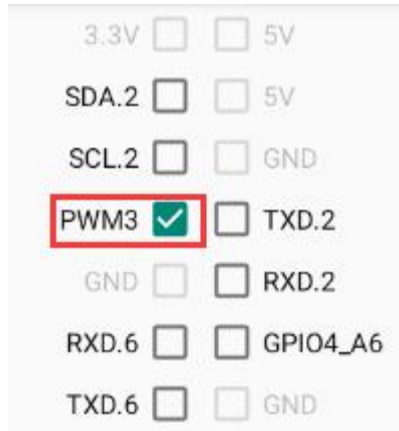 3.3V 5V
SDA.2 5V
SCL.2 GND
PWM3 TXD.2
GND RXD.2
RXD.6 GPIO4_A6
TXD.6 GND